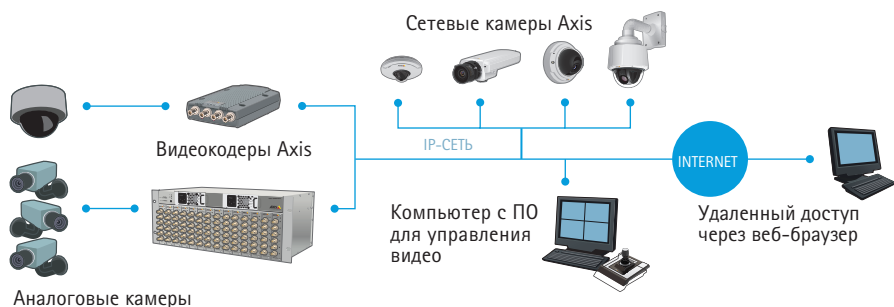 Сетевые камеры Axis
Видеокодеры Axis
IP-СЕТЬ
INTERNET
Компьютер с ПО
для управления
видео
Удаленный доступ
через веб-браузер
Аналоговые камеры